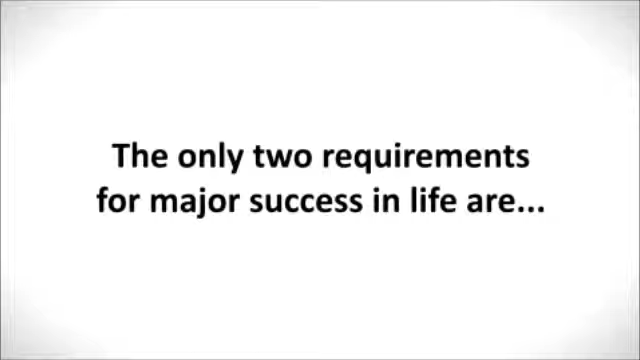 The only two requirements
for major success in life are...